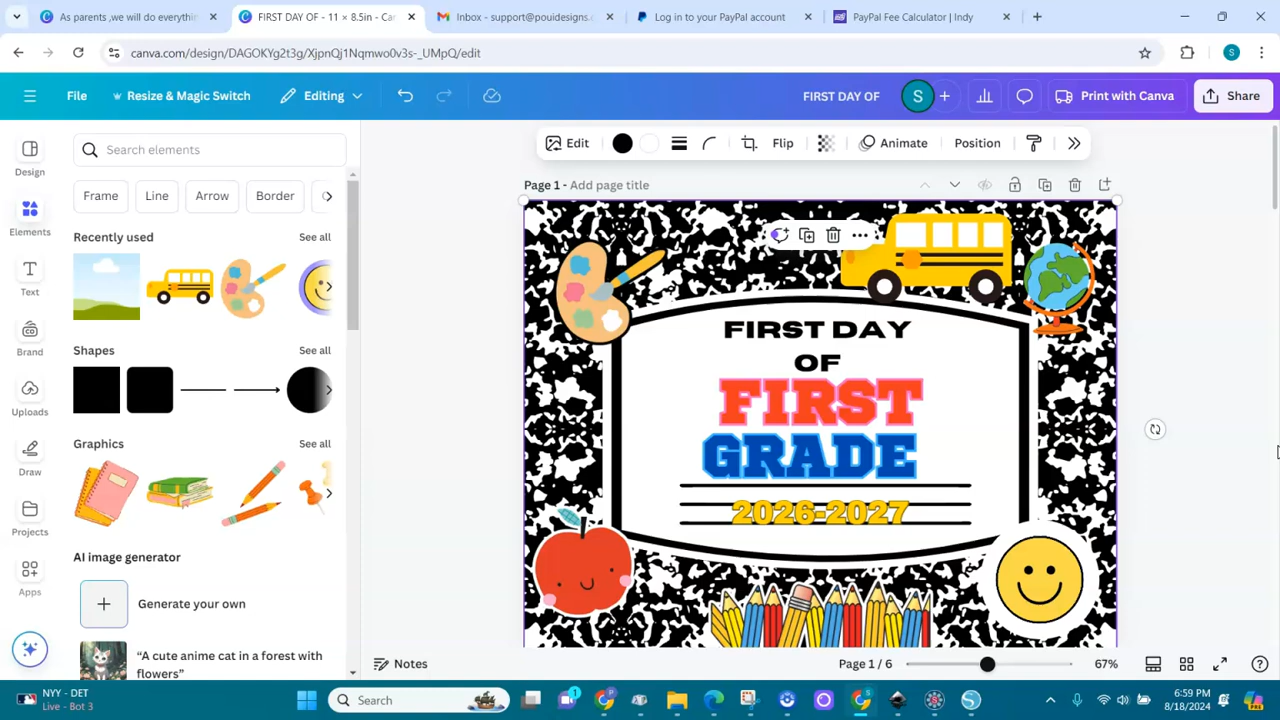 As parents ,we will do everythin
FIRST DAY OF - 11 × 8.5in - Can
Inbox - support@pouidesigns.c
Log in to your PayPal account
PayPal Fee Calculator | Indy
canva.com/design/DAGOKYg2t3g/XjpnQj1Nqmwo0v3s-_UMpQ/edit
S
File
Resize & Magic Switch
Editing
FIRST DAY OF
S
Print with Canva
Share
Design
Elements
Text
Brand
Uploads
Draw
Projects
Apps
Search elements
Frame
Line
Arrow
Border
Recently used
See all
Shapes
See all
Graphics
See all
AI image generator
Generate your own
“A cute anime cat in a forest with
flowers”
Edit
Flip
Animate
Position
Page 1 - Add page title
FIRST DAY
OF
FIRST
GRADE
2026-2027
Notes
Page 1 / 6
67%
NYY - DET
Live - Bot 3
Search
6:59 PM
8/18/2024